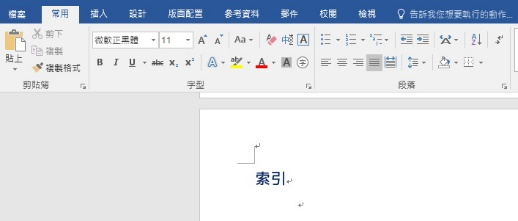 檔案 常用 插入 設計 版面配置 參考資料 郵件 校閱 檢視 告訴我您想要執行的動作...
剪下
複製
貼上
複製格式
微軟正黑體 11 A A Aa 中 A
B I U abc X₂ X² A ab A A 字
剪貼簿 字型 段落
索引